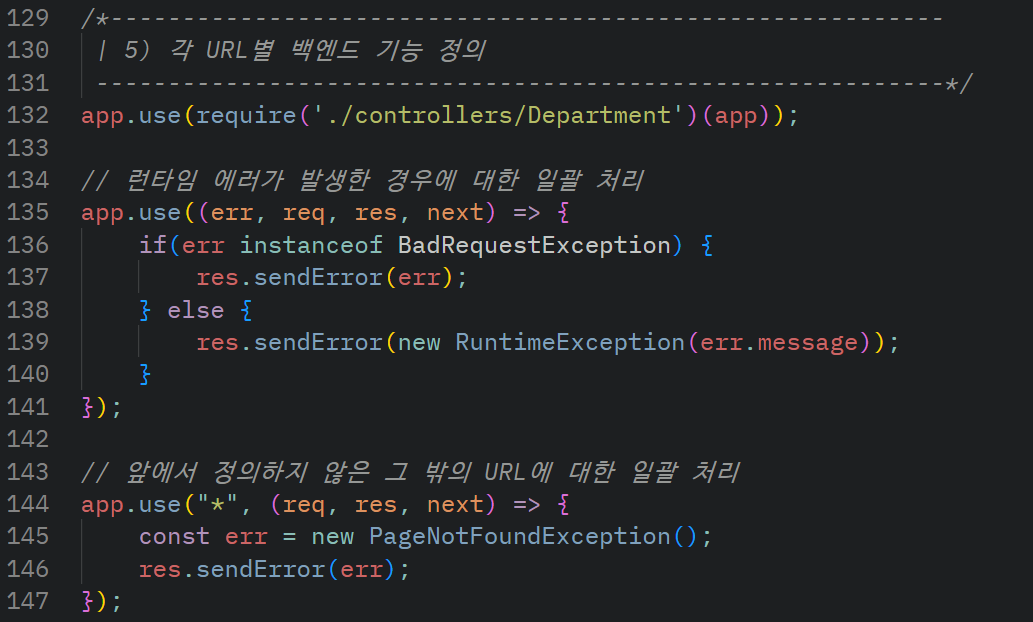 129 /*----------------------------------------------------------
130 | 5) 각 URL별 백엔드 기능 정의
131 -----------------------------------------------------------*/
132 app.use(require('./controllers/Department')(app));
133
134 // 런타임 에러가 발생한 경우에 대한 일괄 처리
135 app.use((err, req, res, next) => {
136     if(err instanceof BadRequestException) {
137         res.sendError(err);
138     } else {
139         res.sendError(new RuntimeException(err.message));
140     }
141 });
142
143 // 앞에서 정의하지 않은 그 밖의 URL에 대한 일괄 처리
144 app.use("*", (req, res, next) => {
145     const err = new PageNotFoundException();
146     res.sendError(err);
147 });